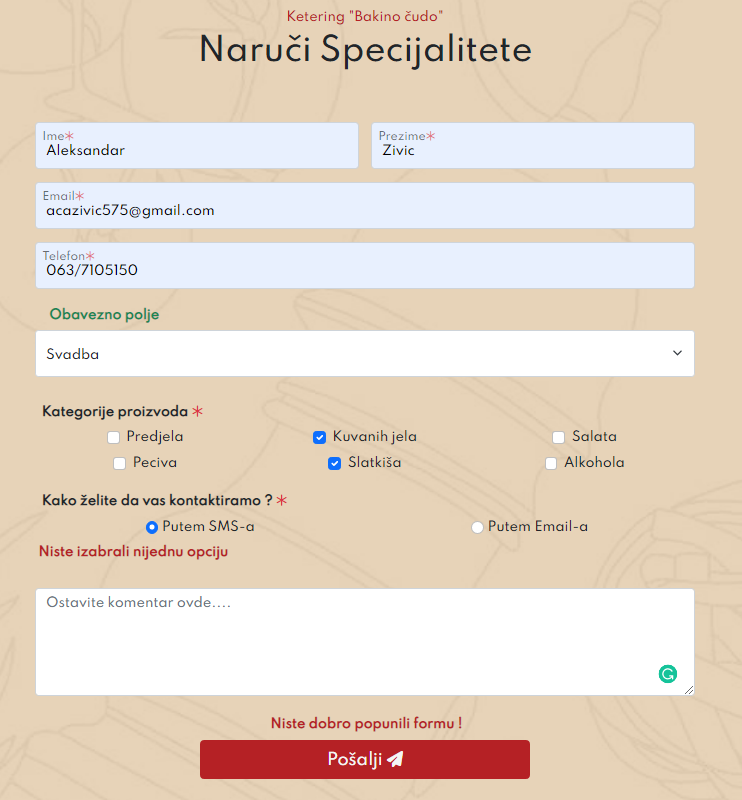 Ketering "Bakino čudo"
Naruči Specijalitete
Ime* Prezime*
Aleksandar Zivic
Email*
acazivic575@gmail.com
Telefon*
063/7105150
Obavezno polje
Svadba
Kategorije proizvoda *
Predjela Kuvanih jela Salata
Peciva Slatkiša Alkohola
Kako želite da vas kontaktiramo ? *
Putem SMS-a Putem Email-a
Niste izabrali nijednu opciju
Ostavite komentar ovde....
Niste dobro popunili formu !
Pošalji